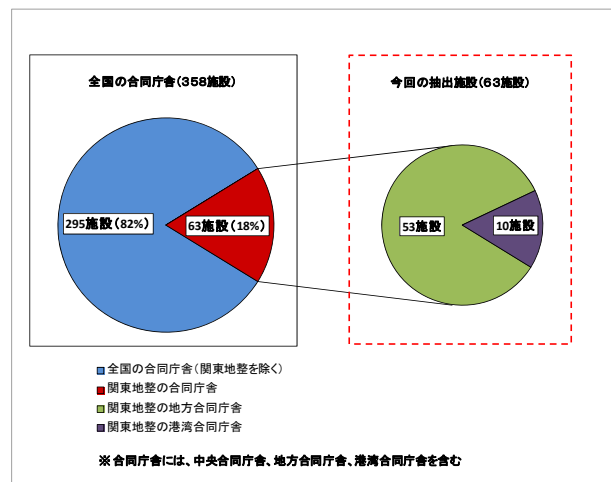 全国の合同庁舎(358施設)
今回の抽出施設(63施設)
295施設(82%)
63施設(18%)
53施設
10施設
全国の合同庁舎(関東地整を除く)
関東地整の合同庁舎
関東地整の地方合同庁舎
関東地整の港湾合同庁舎
※合同庁舎には、中央合同庁舎、地方合同庁舎、港湾合同庁舎を含む